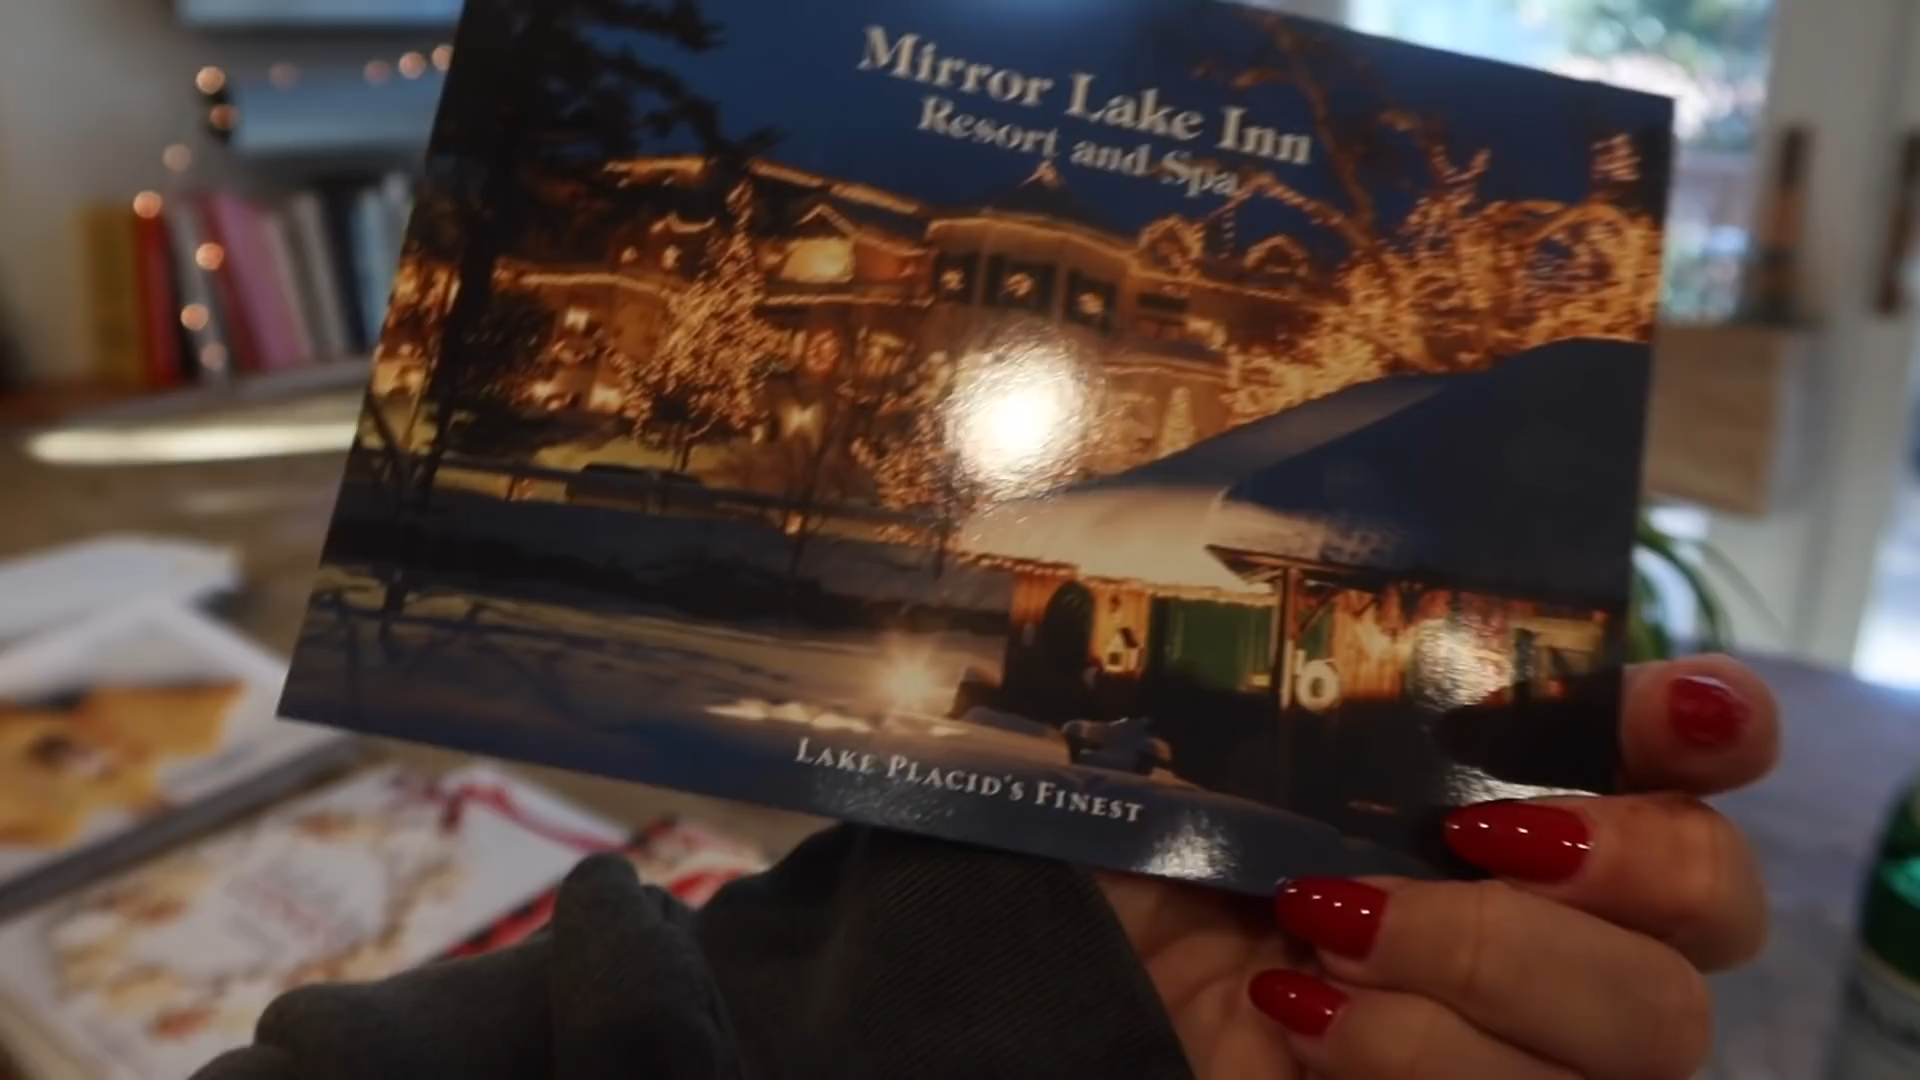 Mirror Lake Inn
Resort and Spa
LAKE PLACID'S FINEST